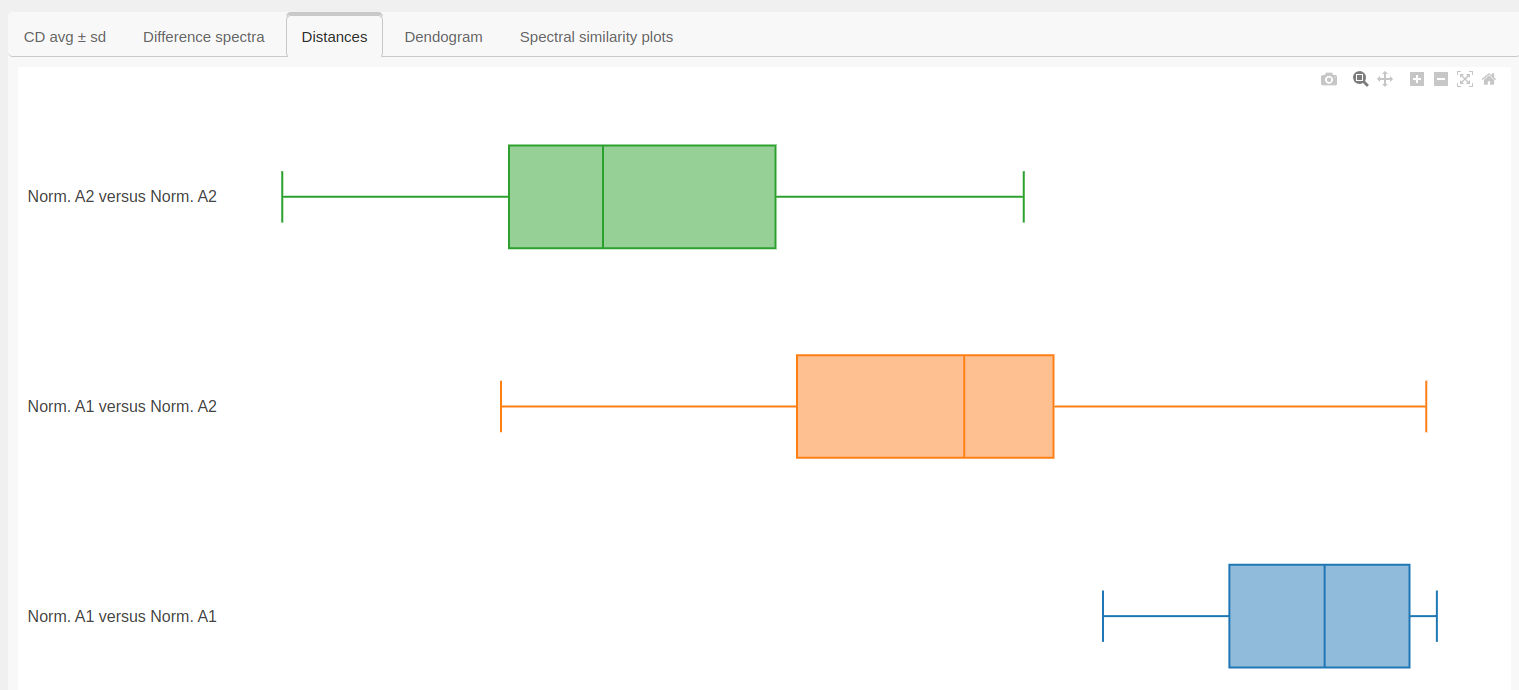 CD avg ± sd
Difference spectra
Distances
Dendogram
Spectral similarity plots
Norm. A2 versus Norm. A2
Norm. A1 versus Norm. A2
Norm. A1 versus Norm. A1